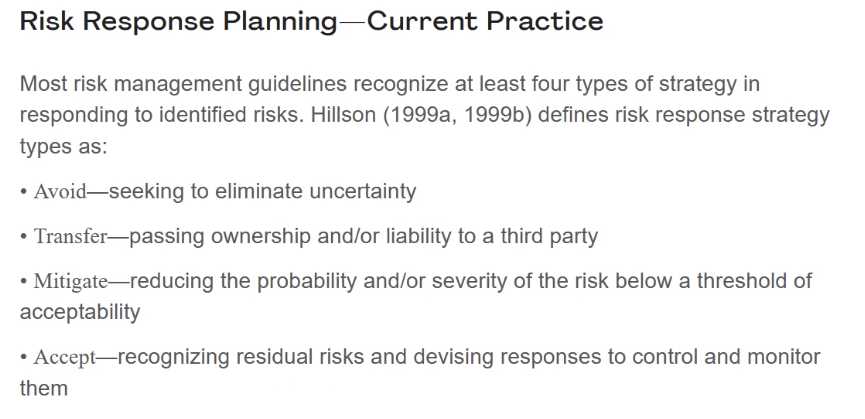 Risk Response Planning—Current Practice
Most risk management guidelines recognize at least four types of strategy in
responding to identified risks. Hillson (1999a, 1999b) defines risk response strategy
types as:
• Avoid—seeking to eliminate uncertainty
• Transfer—passing ownership and/or liability to a third party
• Mitigate—reducing the probability and/or severity of the risk below a threshold of
acceptability
• Accept—recognizing residual risks and devising responses to control and monitor
them